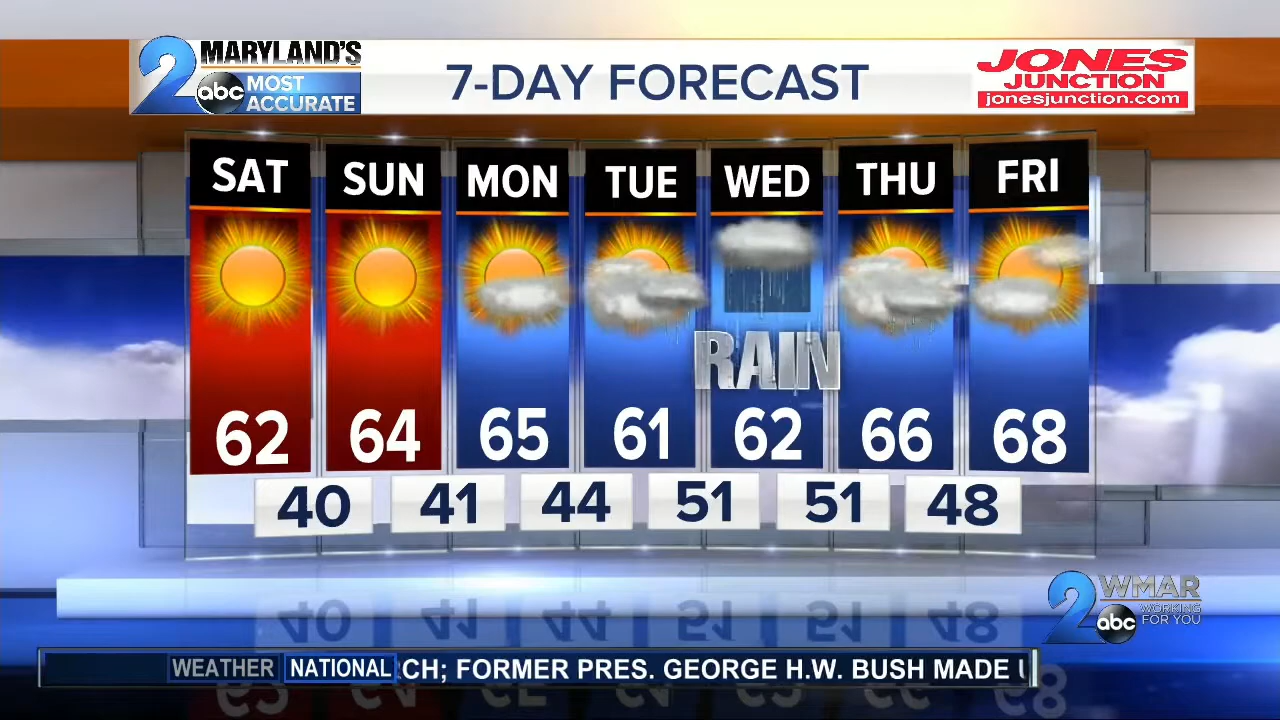 2 abc
MARYLAND'S
MOST
ACCURATE
7-DAY FORECAST
JONES
JUNCTION
jonesjunction.com
SAT SUN MON TUE WED THU FRI
RAIN
62 64 65 61 62 66 68
40 41 44 51 51 48
2 abc
WMAR
WORKING
FOR YOU
WEATHER NATIONAL RCH; FORMER PRES. GEORGE H.W. BUSH MADE